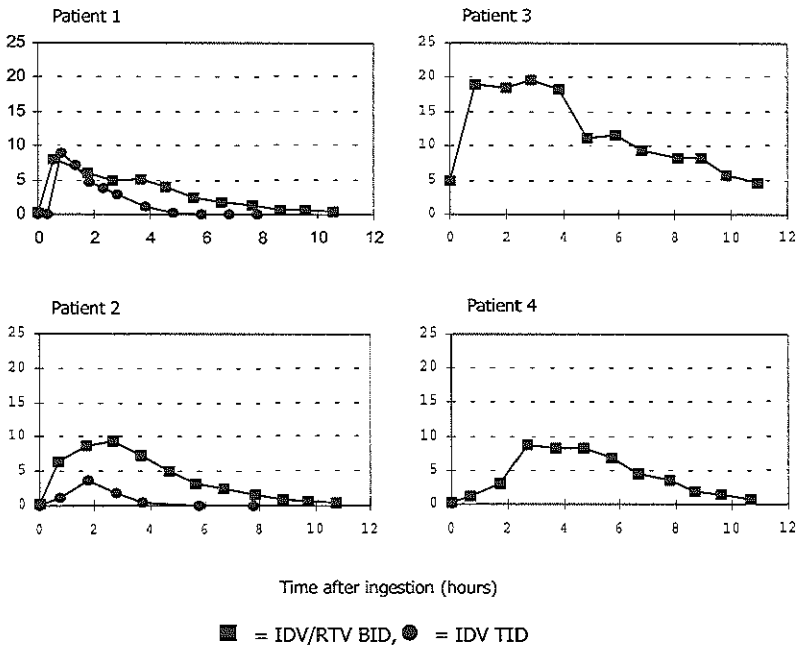 Patient 1
25
20
15
10
5
0
0 2 4 6 8 10 12
Patient 3
25
20
15
10
5
0
0 2 4 6 8 10 12
Patient 2
25
20
15
10
5
0
0 2 4 6 8 10 12
Patient 4
25
20
15
10
5
0
0 2 4 6 8 10 12
Time after ingestion (hours)
= IDV/RTV BID, = IDV TID